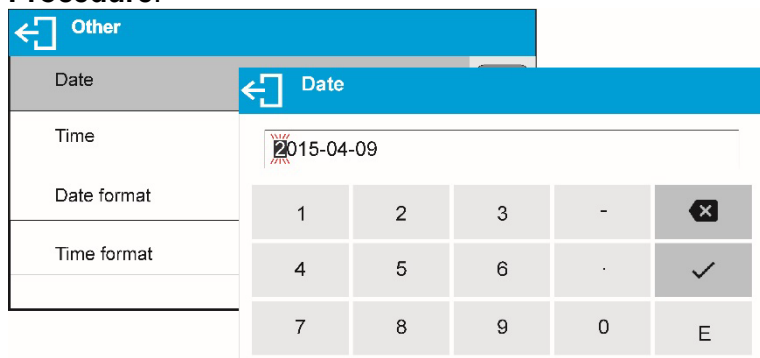 Procedure:
Other
Date
Time
Date format
Time format
Date
2015-04-09
1 2 3 -
4 5 6 .
7 8 9 0 E